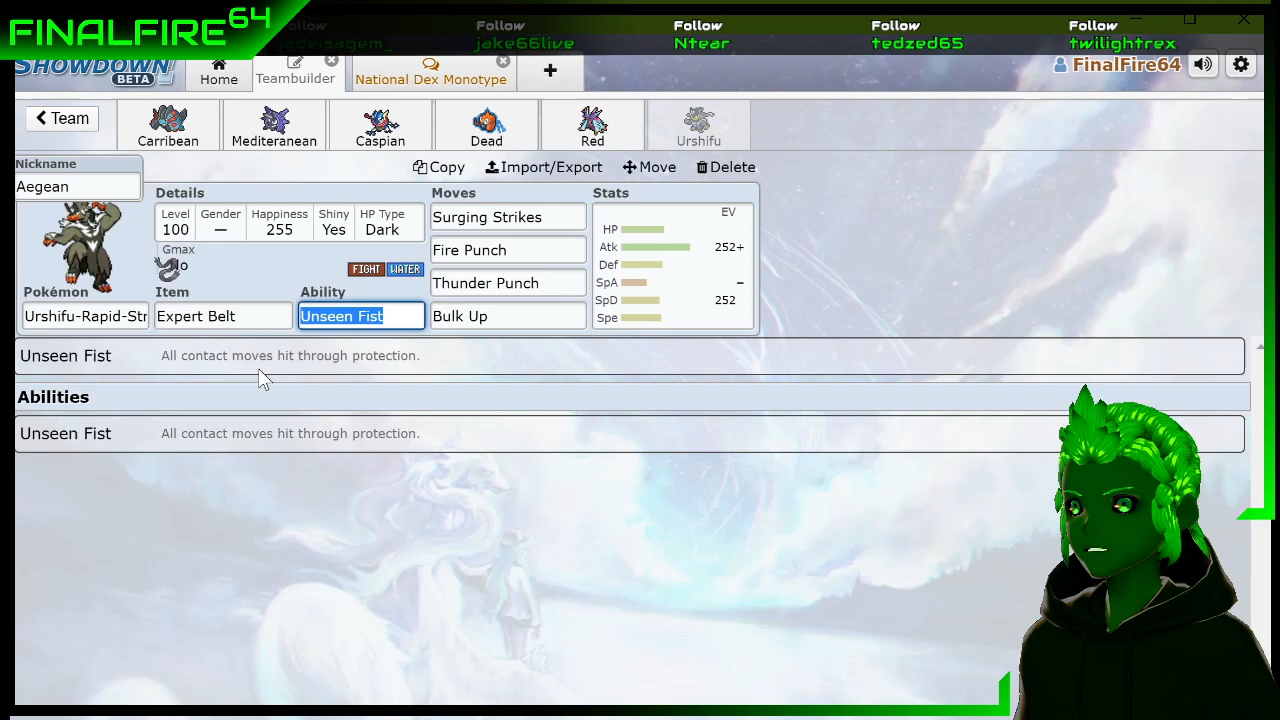 FINALFIRE64
Follow
jadeisagem_
Follow
jake66live
Follow
Ntear
Follow
tedzed65
Follow
twilightrex
SHOWDOWN
BETA
Home
Teambuilder
National Dex Monotype
FinalFire64
Team
Carribean
Mediteranean
Caspian
Dead
Red
Urshifu
Nickname
Aegean
Copy
Import/Export
Move
Delete
Details
Moves
Stats
Level
Gender
Happiness
Shiny
HP Type
100
—
255
Yes
Dark
Gmax
No
FIGHT
WATER
Pokémon
Item
Ability
Urshifu-Rapid-Str
Expert Belt
Unseen Fist
Surging Strikes
Fire Punch
Thunder Punch
Bulk Up
EV
HP
Atk 252+
Def
SpA –
SpD 252
Spe
Unseen Fist All contact moves hit through protection.
Abilities
Unseen Fist All contact moves hit through protection.